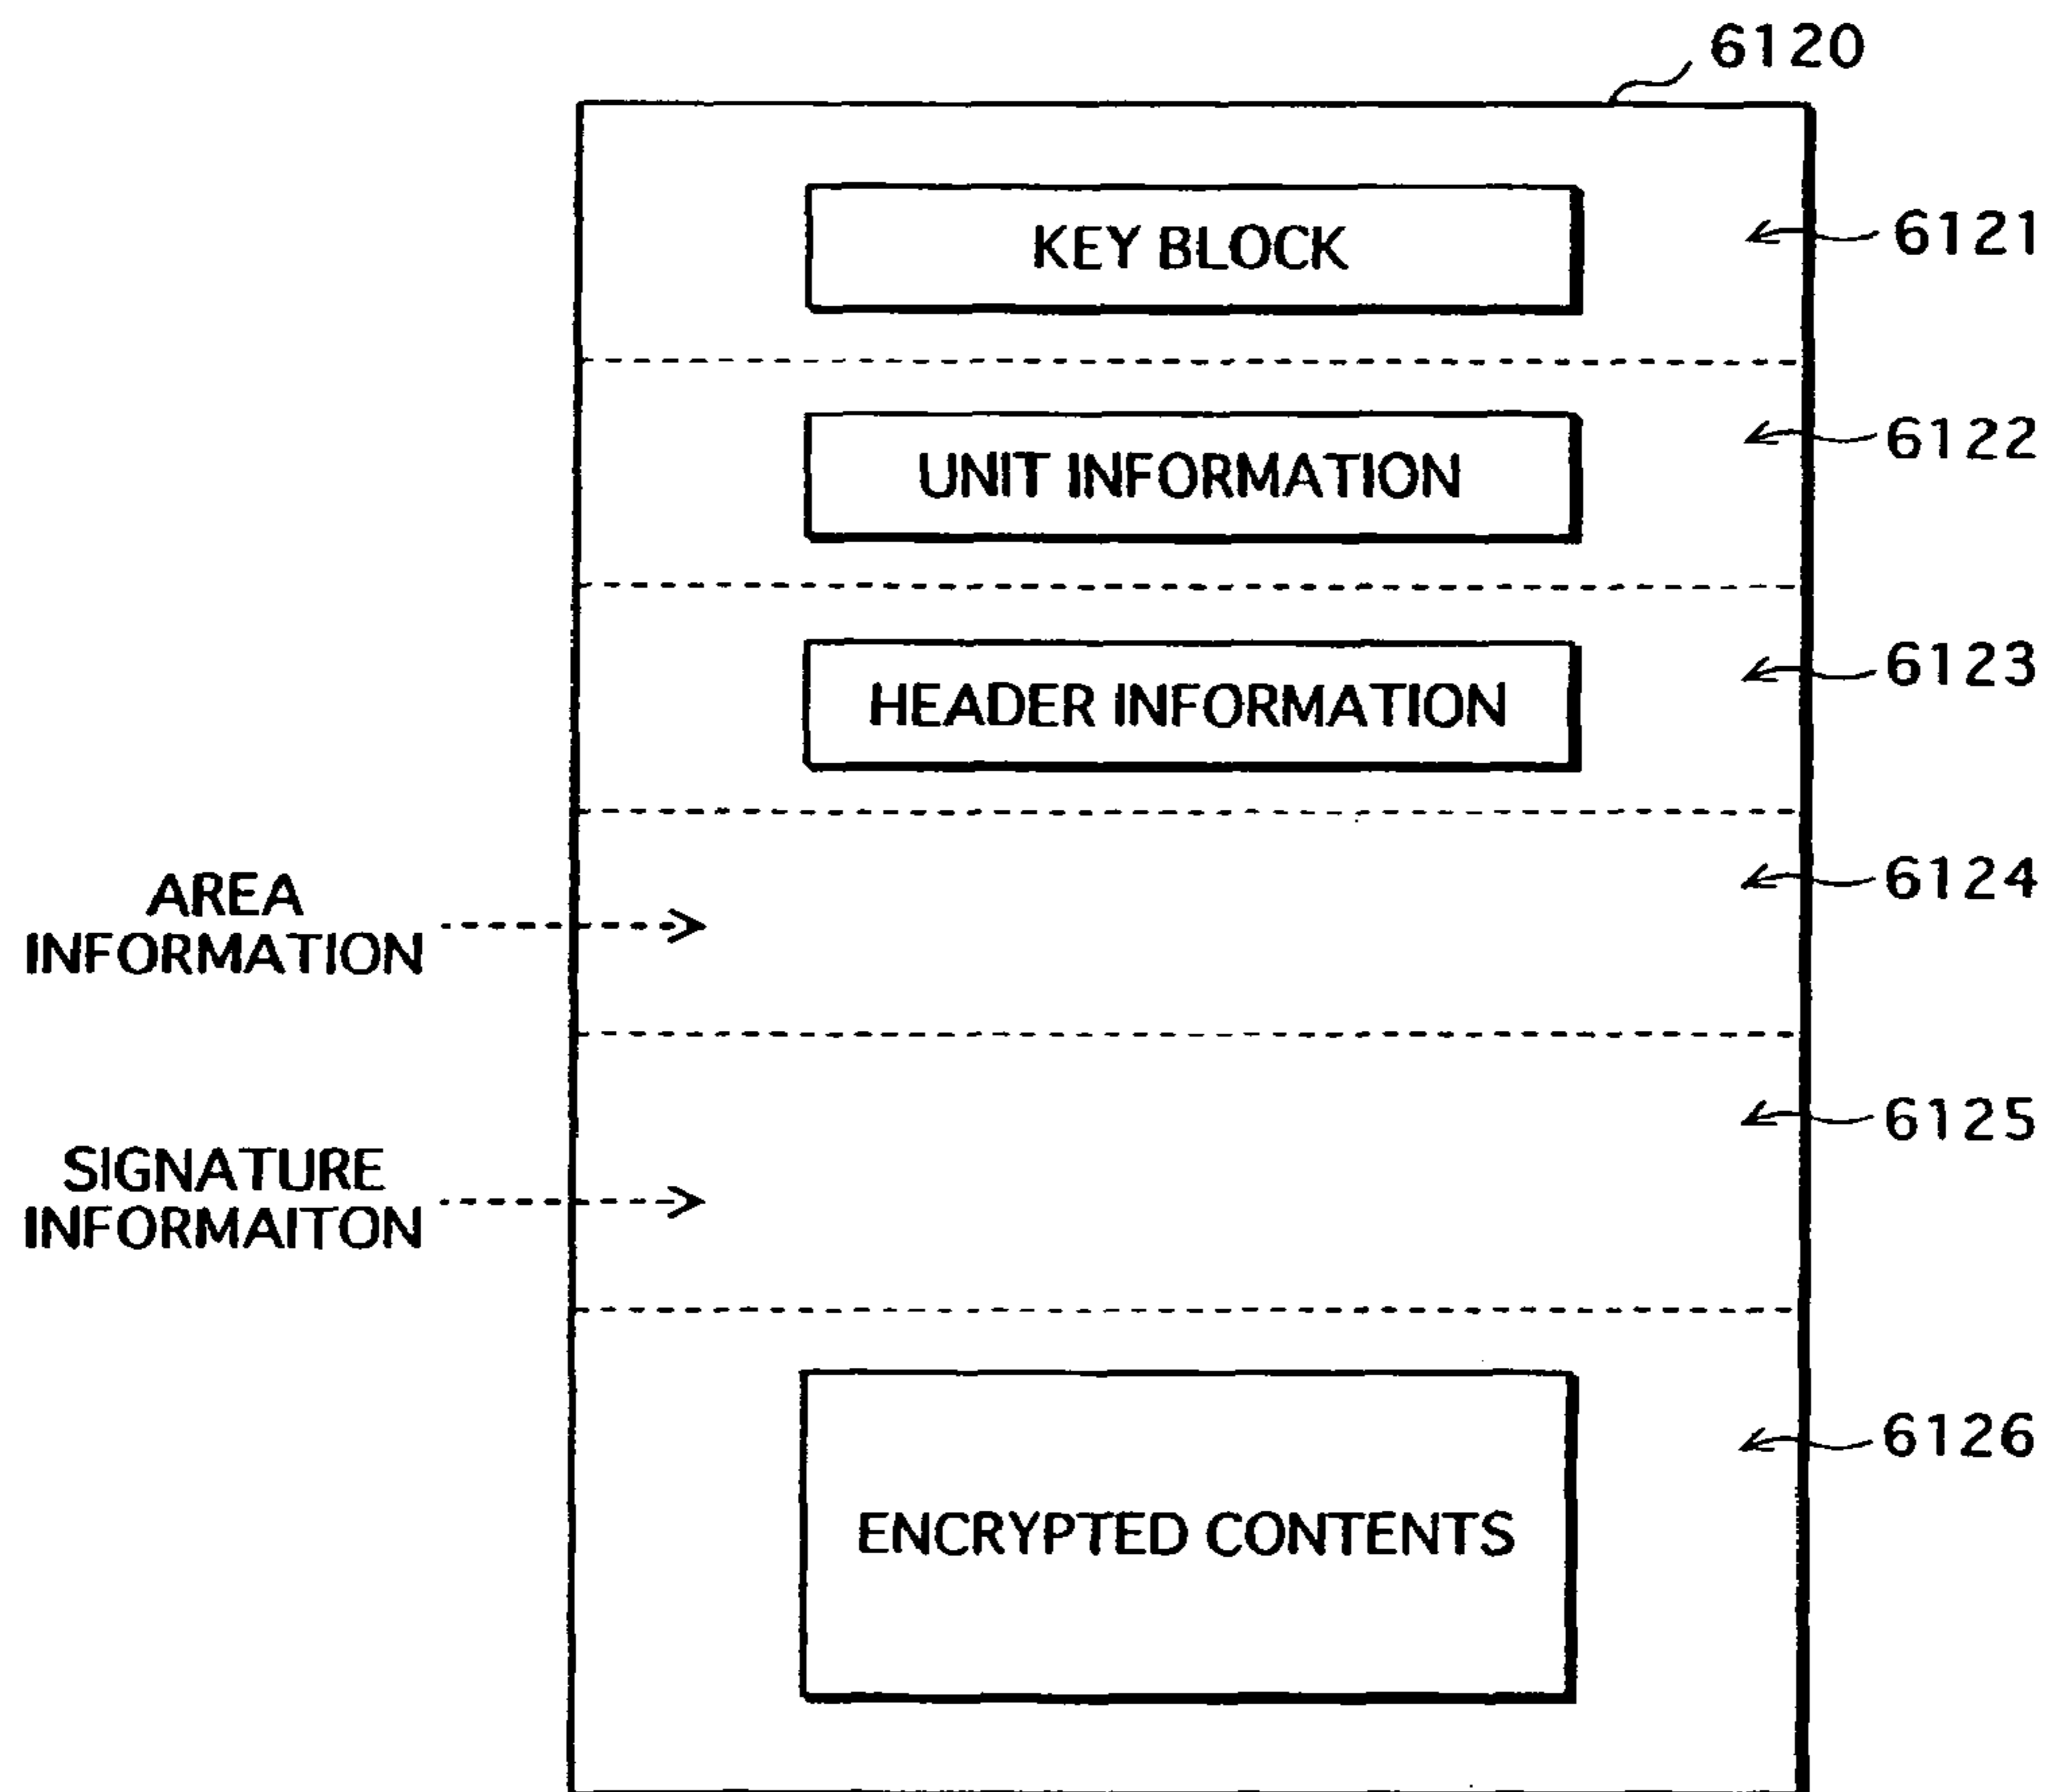 6120
KEY BLOCK
6121
UNIT INFORMATION
6122
HEADER INFORMATION
6123
AREA
INFORMATION
6124
SIGNATURE
INFORMAITON
6125
ENCRYPTED CONTENTS
6126